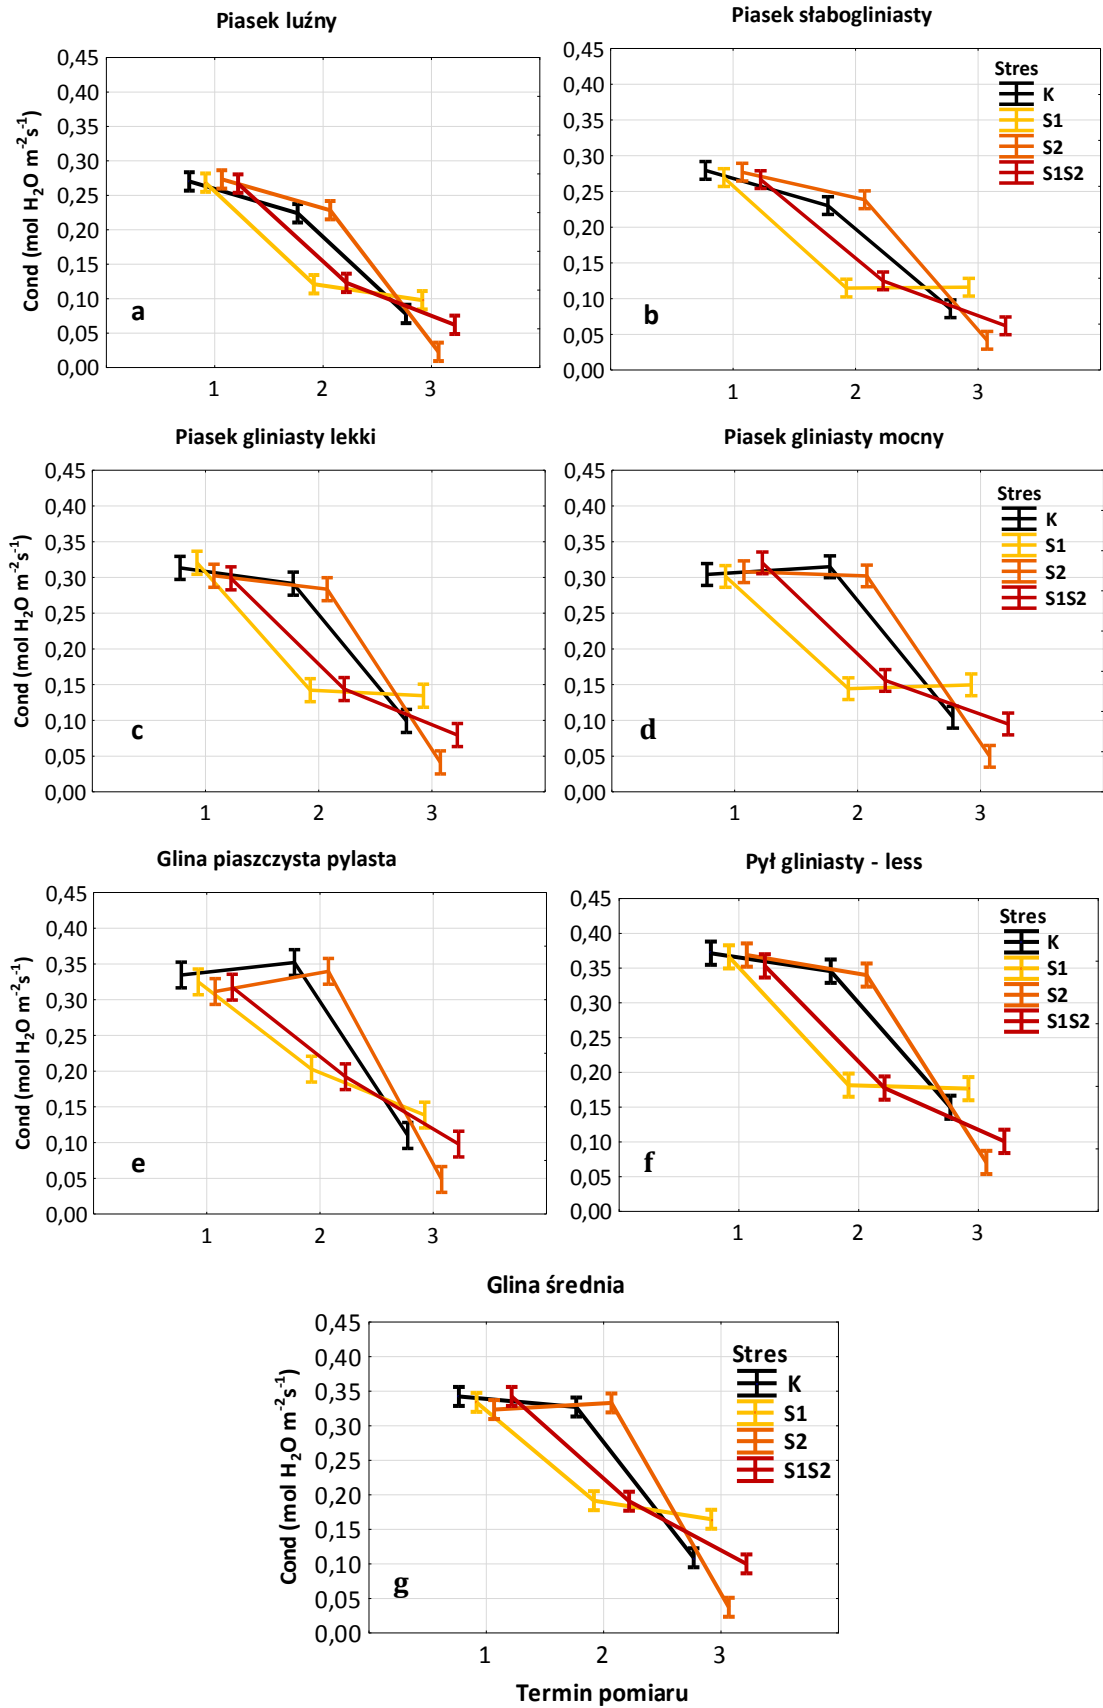 Piasek luźny
Cond (mol H₂O m⁻²s⁻¹)
0,45
0,40
0,35
0,30
0,25
0,20
0,15
0,10
0,05
0,00
a
1 2 3
Piasek słabogliniasty
0,45
0,40
0,35
0,30
0,25
0,20
0,15
0,10
0,05
0,00
Stres
K
S1
S2
S1S2
b
1 2 3
Piasek gliniasty lekki
Cond (mol H₂O m⁻²s⁻¹)
0,45
0,40
0,35
0,30
0,25
0,20
0,15
0,10
0,05
0,00
c
1 2 3
Piasek gliniasty mocny
0,45
0,40
0,35
0,30
0,25
0,20
0,15
0,10
0,05
0,00
Stres
K
S1
S2
S1S2
d
1 2 3
Glina piaszczysta pylasta
Cond (mol H₂O m⁻²s⁻¹)
0,45
0,40
0,35
0,30
0,25
0,20
0,15
0,10
0,05
0,00
e
1 2 3
Pył gliniasty - less
0,45
0,40
0,35
0,30
0,25
0,20
0,15
0,10
0,05
0,00
Stres
K
S1
S2
S1S2
f
1 2 3
Glina średnia
Cond (mol H₂O m⁻²s⁻¹)
0,45
0,40
0,35
0,30
0,25
0,20
0,15
0,10
0,05
0,00
Stres
K
S1
S2
S1S2
g
1 2 3
Termin pomiaru